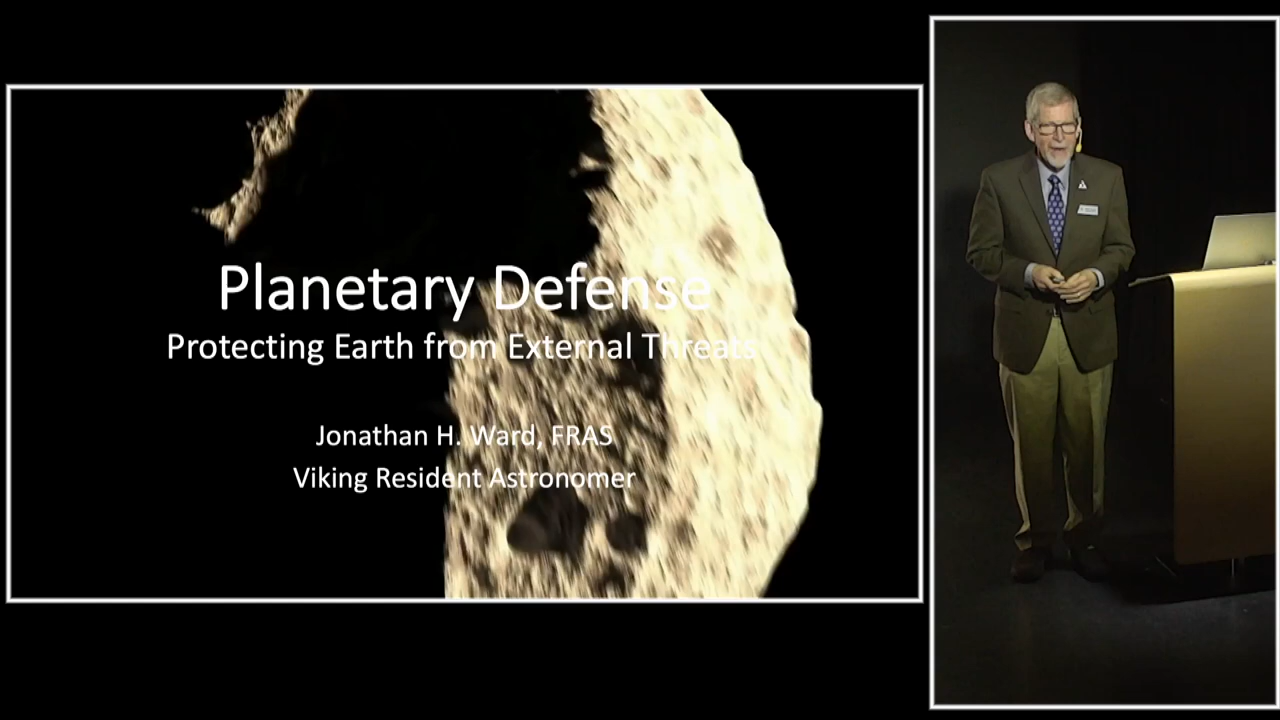 Planetary Defense
Protecting Earth from External Threats
Jonathan H. Ward, FRAS
Viking Resident Astronomer